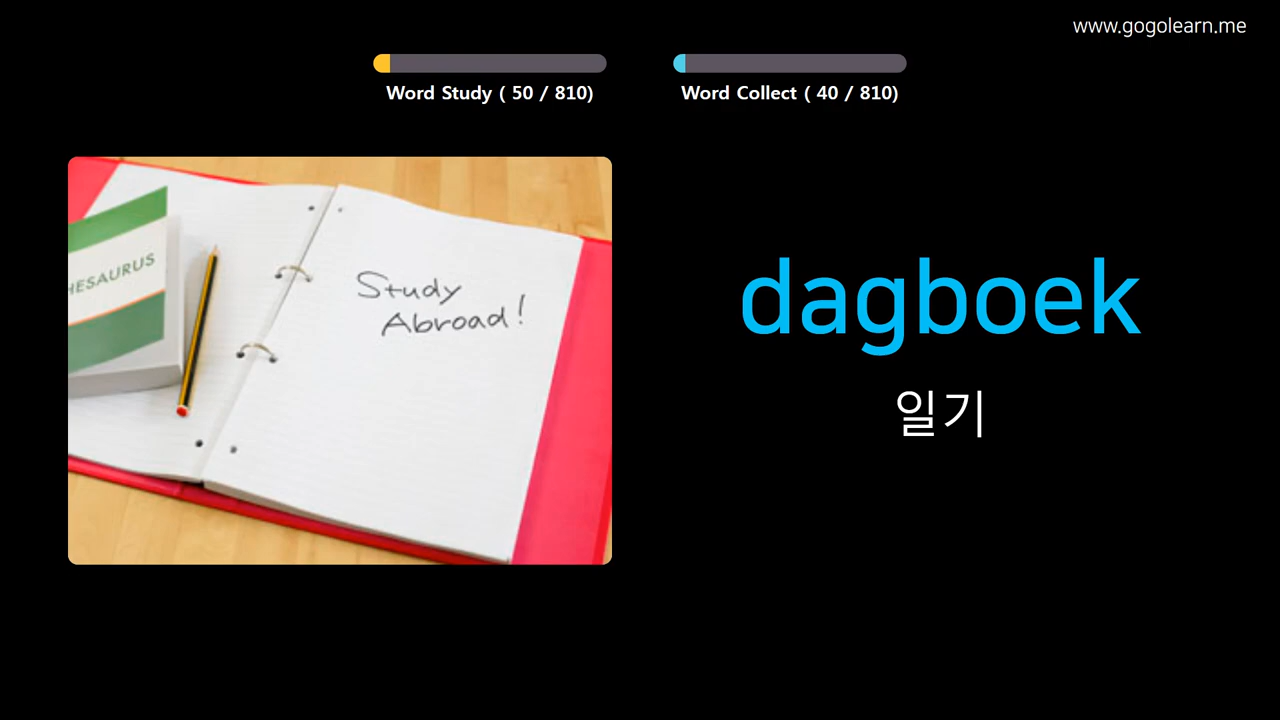 www.gogolearn.me
Word Study ( 50 / 810)
Word Collect ( 40 / 810)
HESAURUS
Study
Abroad!
dagboek
일기